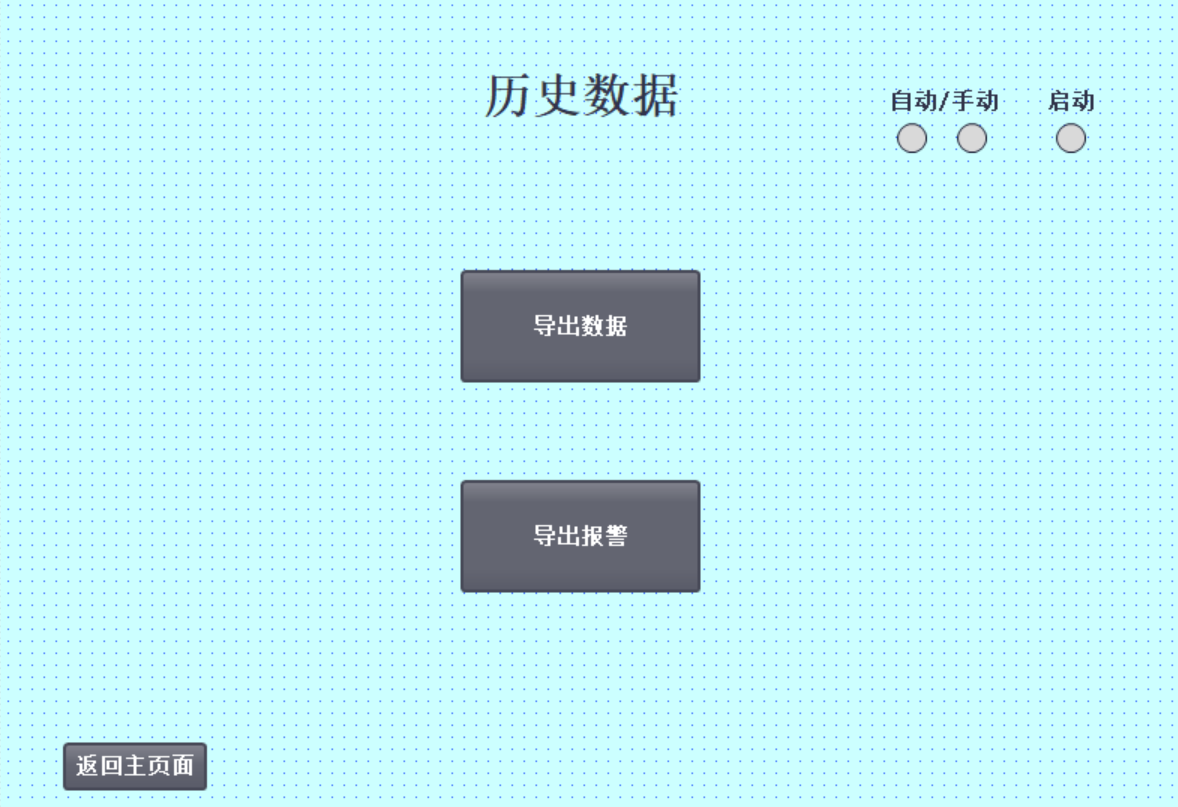 历史数据
自动/手动 启动
导出数据
导出报警
返回主页面